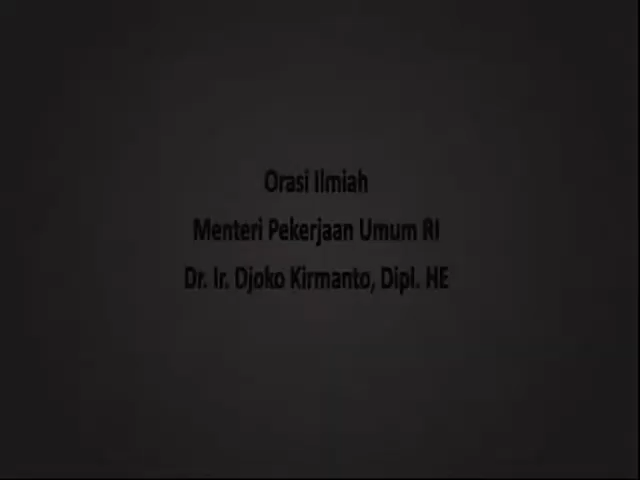 Orasi Ilmiah
Menteri Pekerjaan Umum RI
Dr. Ir. Djoko Kirmanto, Dipl. HE